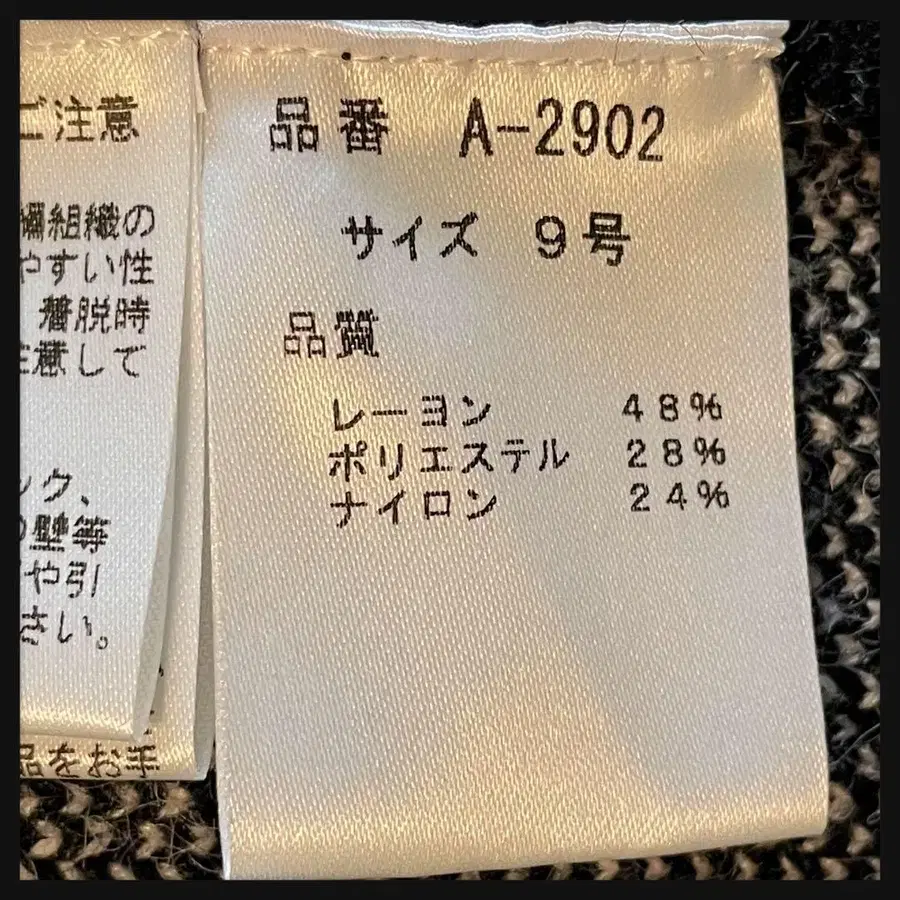 ご注意
組織の
やすい性
着脱時
注意して
ック、
の壁等
や引
さい。
品をお手
品番 A-2902
サイズ 9号
品質
レーヨン 48%
ポリエステル 28%
ナイロン 24%